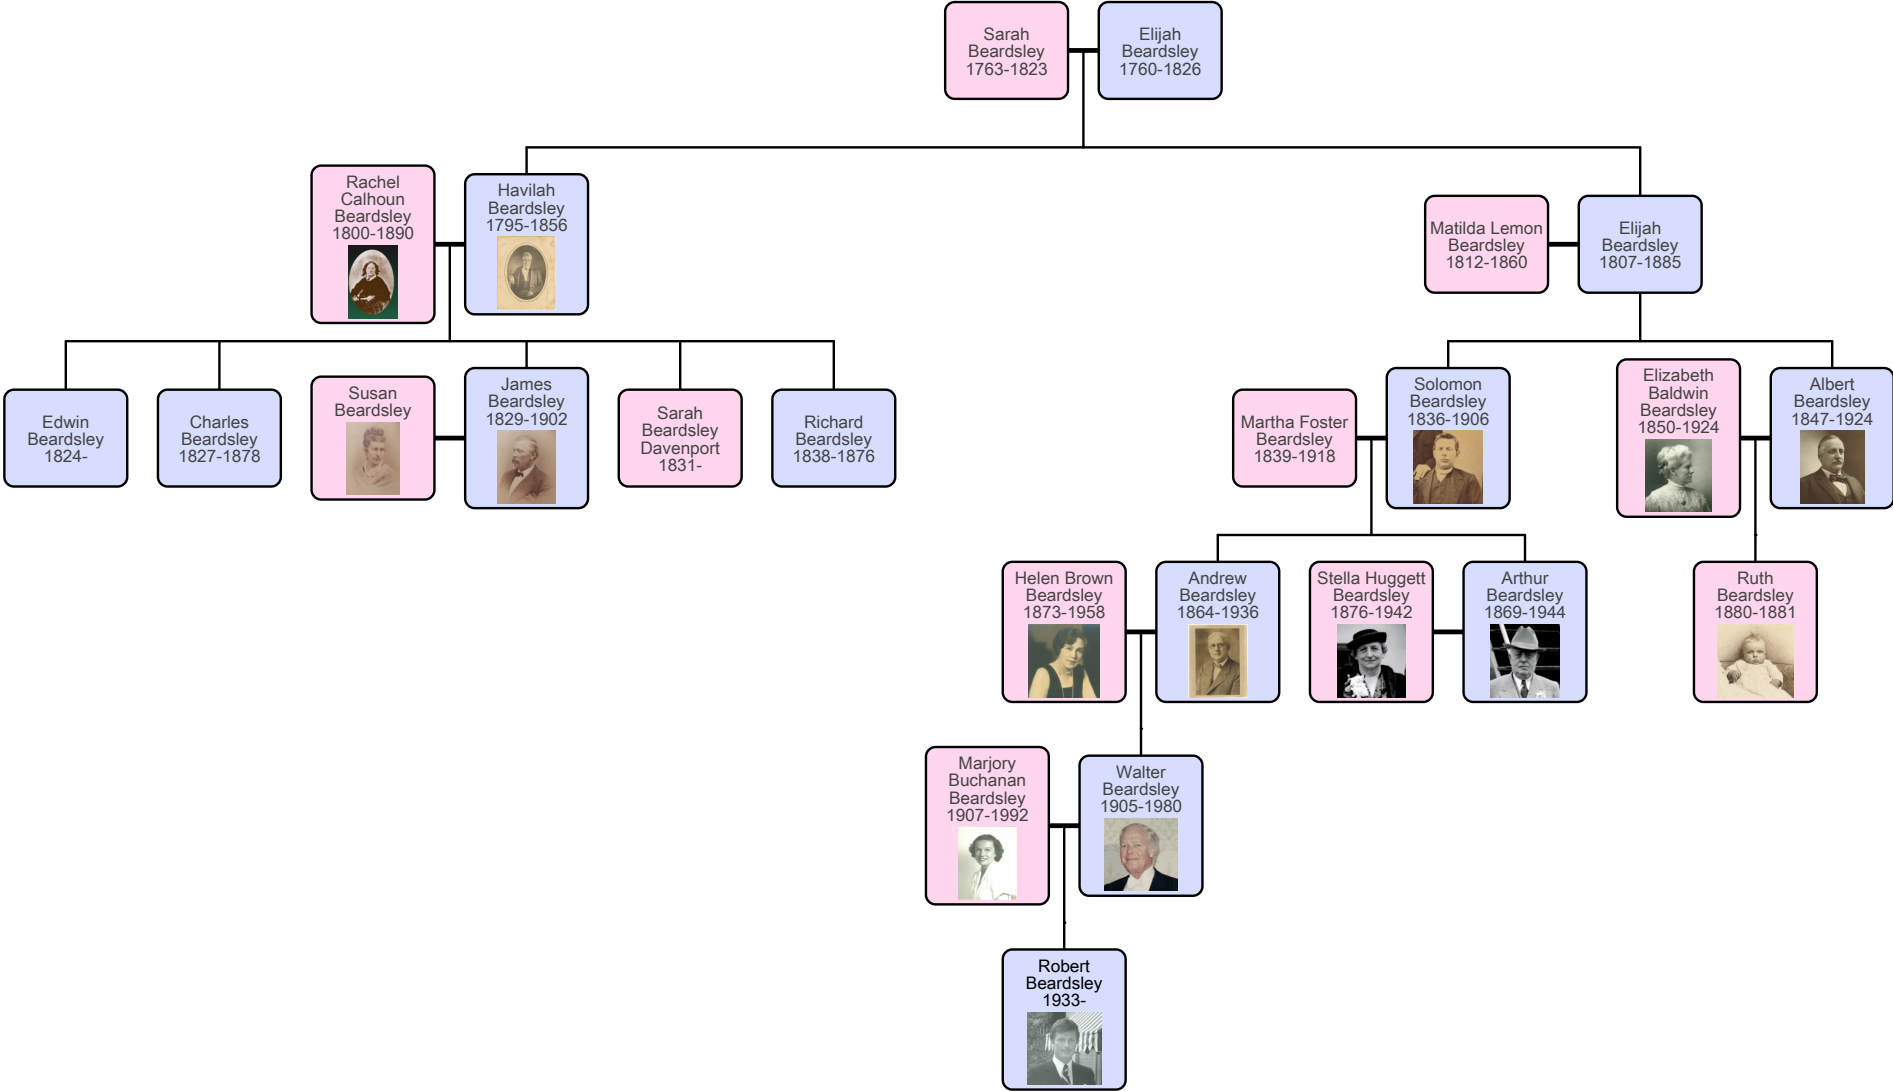 Sarah
Beardsley
1763-1823
Elijah
Beardsley
1760-1826
Rachel
Calhoun
Beardsley
1800-1890
Havilah
Beardsley
1795-1856
Matilda Lemon
Beardsley
1812-1860
Elijah
Beardsley
1807-1885
Edwin
Beardsley
1824-
Charles
Beardsley
1827-1878
Susan
Beardsley
James
Beardsley
1829-1902
Sarah
Beardsley
Davenport
1831-
Richard
Beardsley
1838-1876
Martha Foster
Beardsley
1839-1918
Solomon
Beardsley
1836-1906
Elizabeth
Baldwin
Beardsley
1850-1924
Albert
Beardsley
1847-1924
Helen Brown
Beardsley
1873-1958
Andrew
Beardsley
1864-1936
Stella Huggett
Beardsley
1876-1942
Arthur
Beardsley
1869-1944
Ruth
Beardsley
1880-1881
Marjory
Buchanan
Beardsley
1907-1992
Walter
Beardsley
1905-1980
Robert
Beardsley
1933-